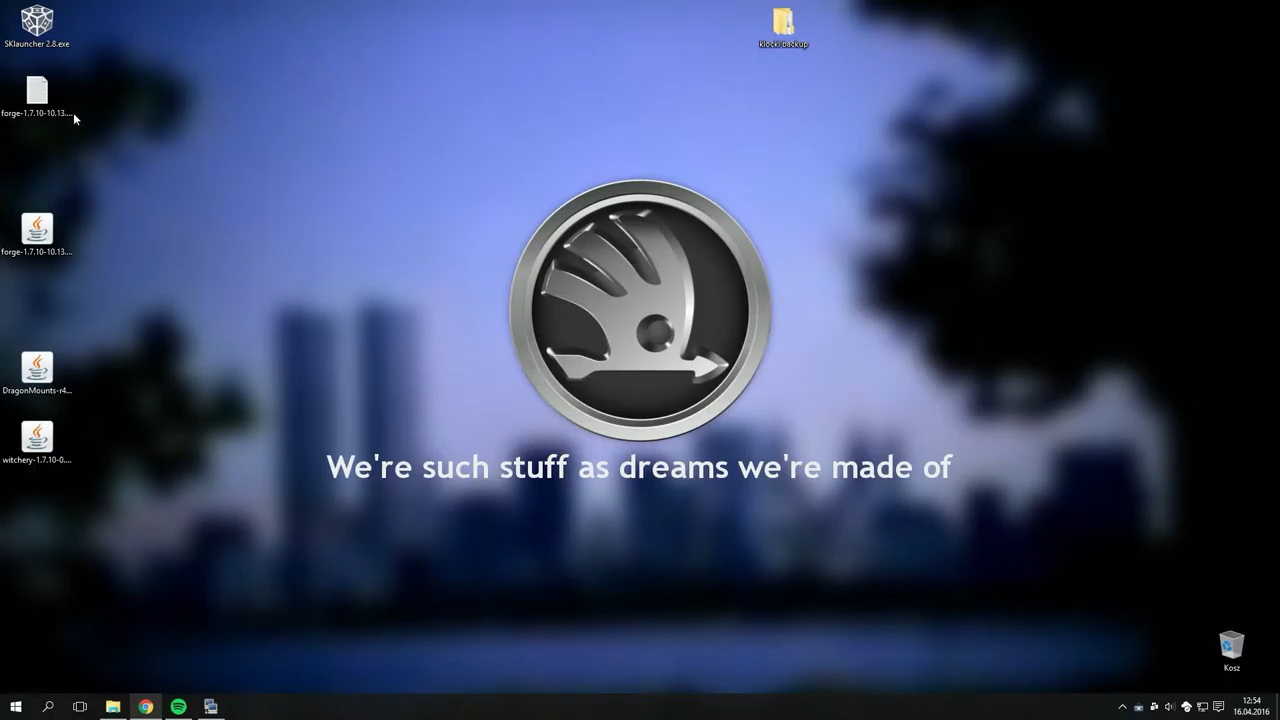 SKlauncher 2.8.exe
klocki backup
forge-1.7.10-10.13....
forge-1.7.10-10.13....
DragonMounts-r4...
witchery-1.7.10-0....
We're such stuff as dreams we're made of
Kosz
12:54
16.04.2016